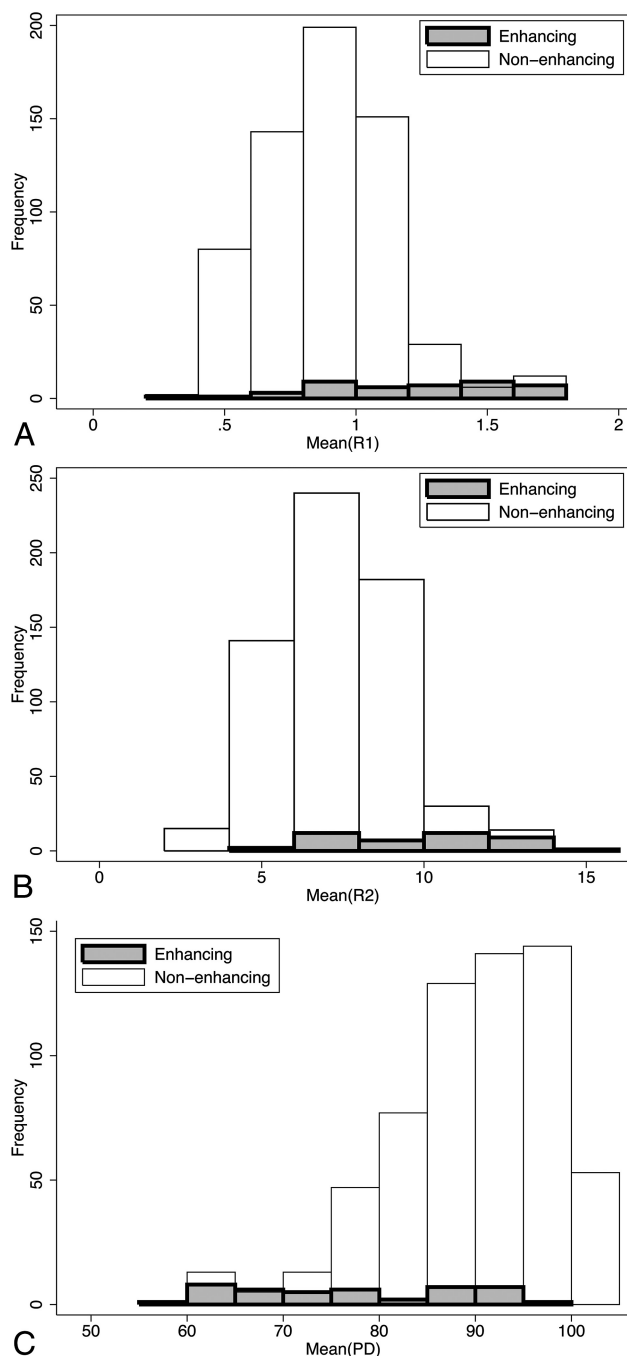 200
150
100
50
0
Frequency
Enhancing
Non-enhancing
0 .5 1 1.5 2
Mean(R1)
A
250
200
150
100
50
0
Frequency
Enhancing
Non-enhancing
0 5 10 15
Mean(R2)
B
150
100
50
0
Frequency
Enhancing
Non-enhancing
50 60 70 80 90 100
Mean(PD)
C